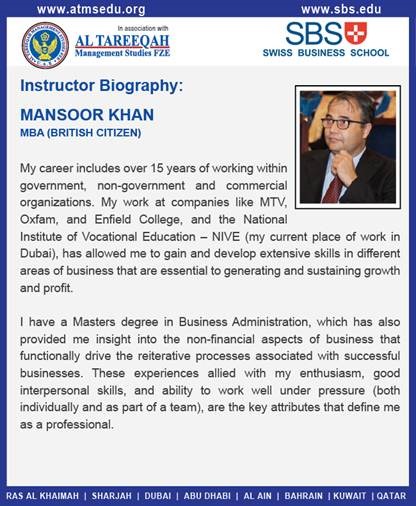 www.atmsedu.org
www.sbs.edu
In association with
AL TAREEQAH
Management Studies FZE
SBS
SWISS BUSINESS SCHOOL
Instructor Biography:
MANSOOR KHAN
MBA (BRITISH CITIZEN)
My career includes over 15 years of working within
government, non-government and commercial
organizations. My work at companies like MTV,
Oxfam, and Enfield College, and the National
Institute of Vocational Education – NIVE (my current place of work in
Dubai), has allowed me to gain and develop extensive skills in different
areas of business that are essential to generating and sustaining growth
and profit.
I have a Masters degree in Business Administration, which has also
provided me insight into the non-financial aspects of business that
functionally drive the reiterative processes associated with successful
businesses. These experiences allied with my enthusiasm, good
interpersonal skills, and ability to work well under pressure (both
individually and as part of a team), are the key attributes that define me
as a professional.
RAS AL KHAIMAH | SHARJAH | DUBAI | ABU DHABI | AL AIN | BAHRAIN | KUWAIT | QATAR